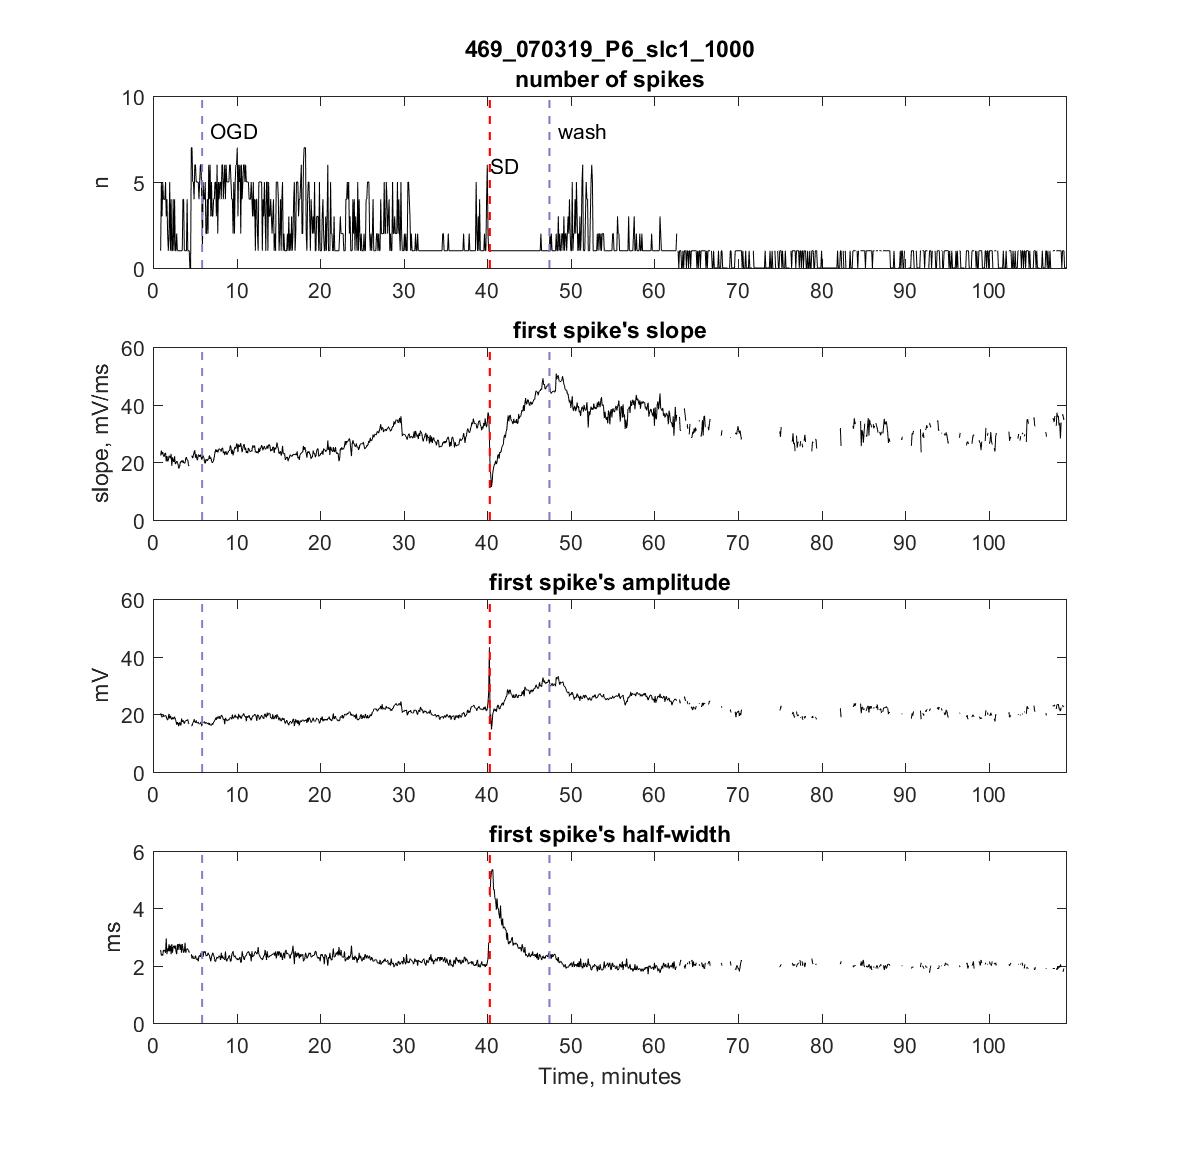 469_070319_P6_slc1_1000
number of spikes
10
5
0
n
OGD
SD
wash
0 10 20 30 40 50 60 70 80 90 100
first spike's slope
60
40
20
0
slope, mV/ms
0 10 20 30 40 50 60 70 80 90 100
first spike's amplitude
60
40
20
0
mV
0 10 20 30 40 50 60 70 80 90 100
first spike's half-width
6
4
2
0
ms
0 10 20 30 40 50 60 70 80 90 100
Time, minutes